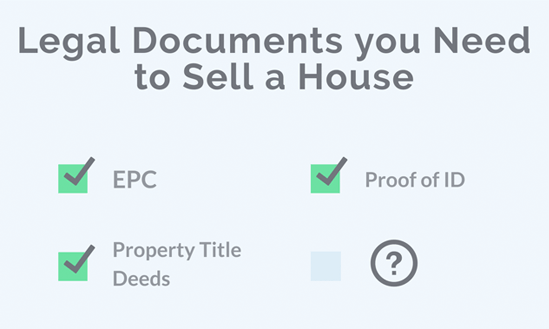 Legal Documents you Need
to Sell a House
EPC
Proof of ID
Property Title
Deeds
?